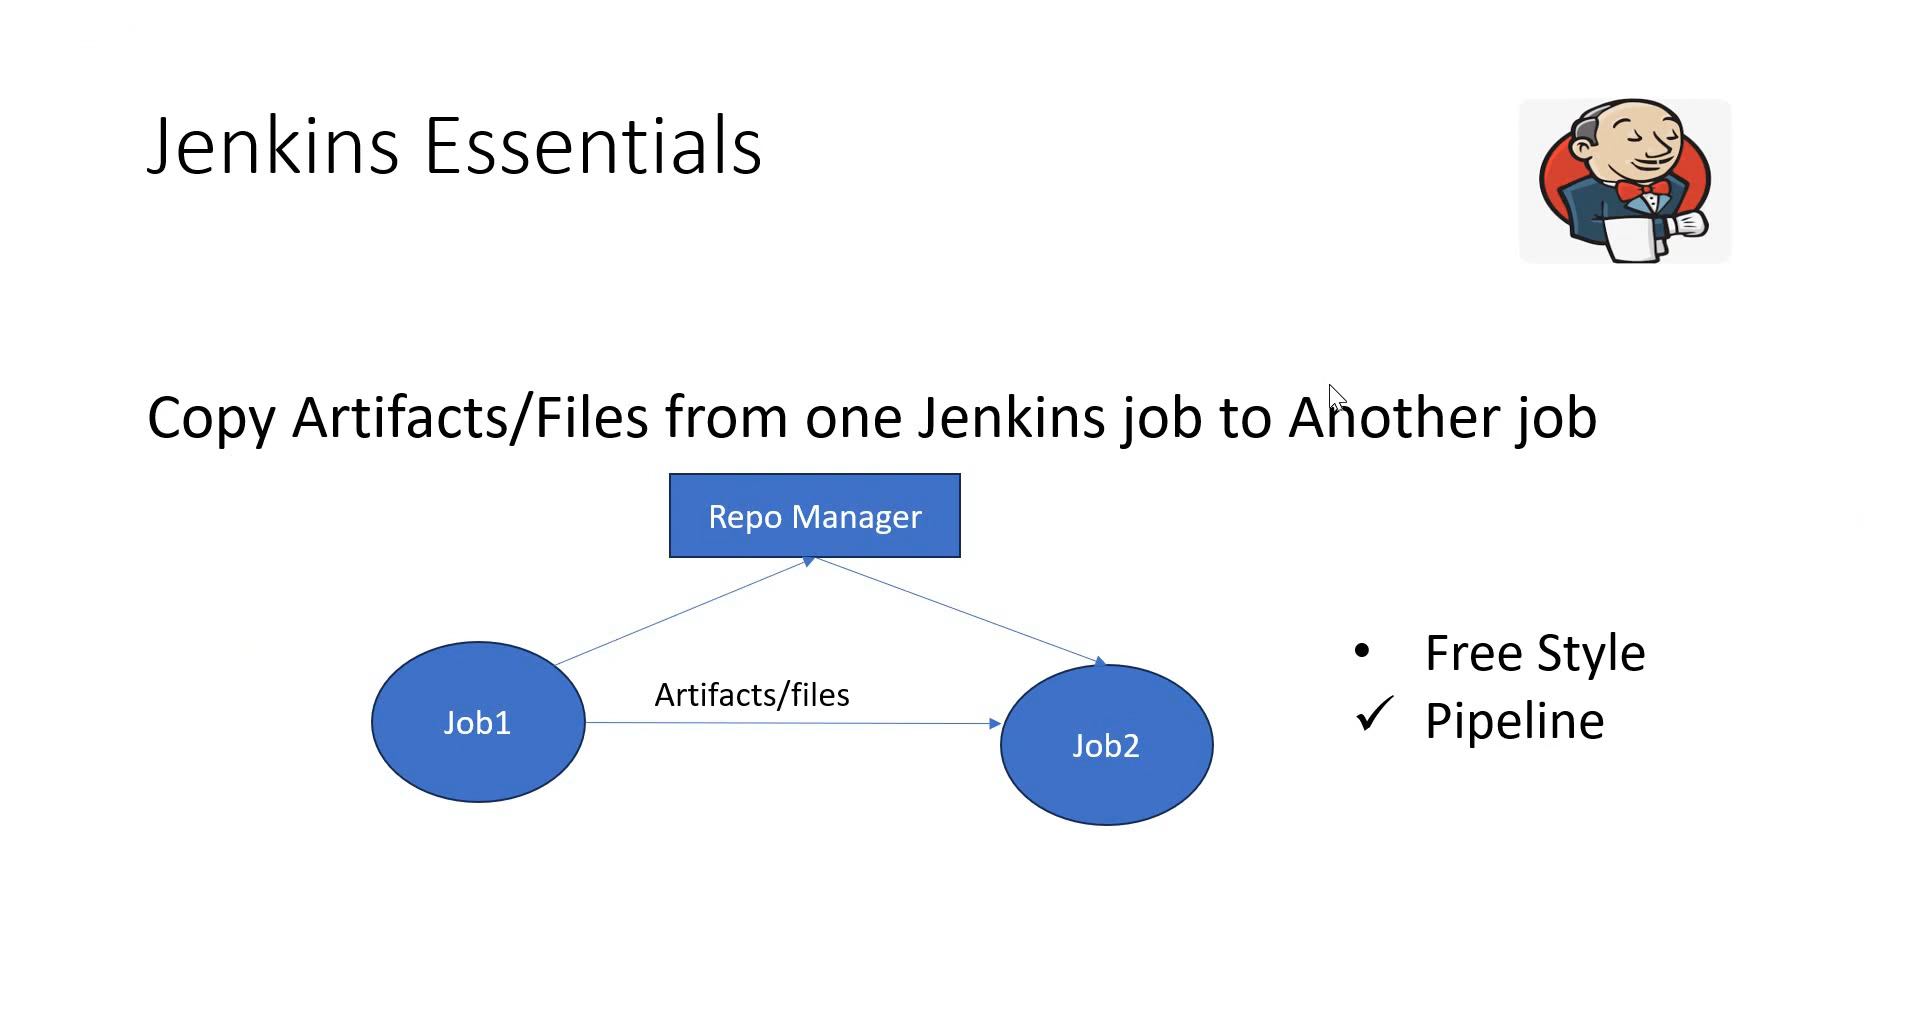 Jenkins Essentials
Copy Artifacts/Files from one Jenkins job to Another job
Repo Manager
Artifacts/files
Job1
Job2
• Free Style
✓ Pipeline